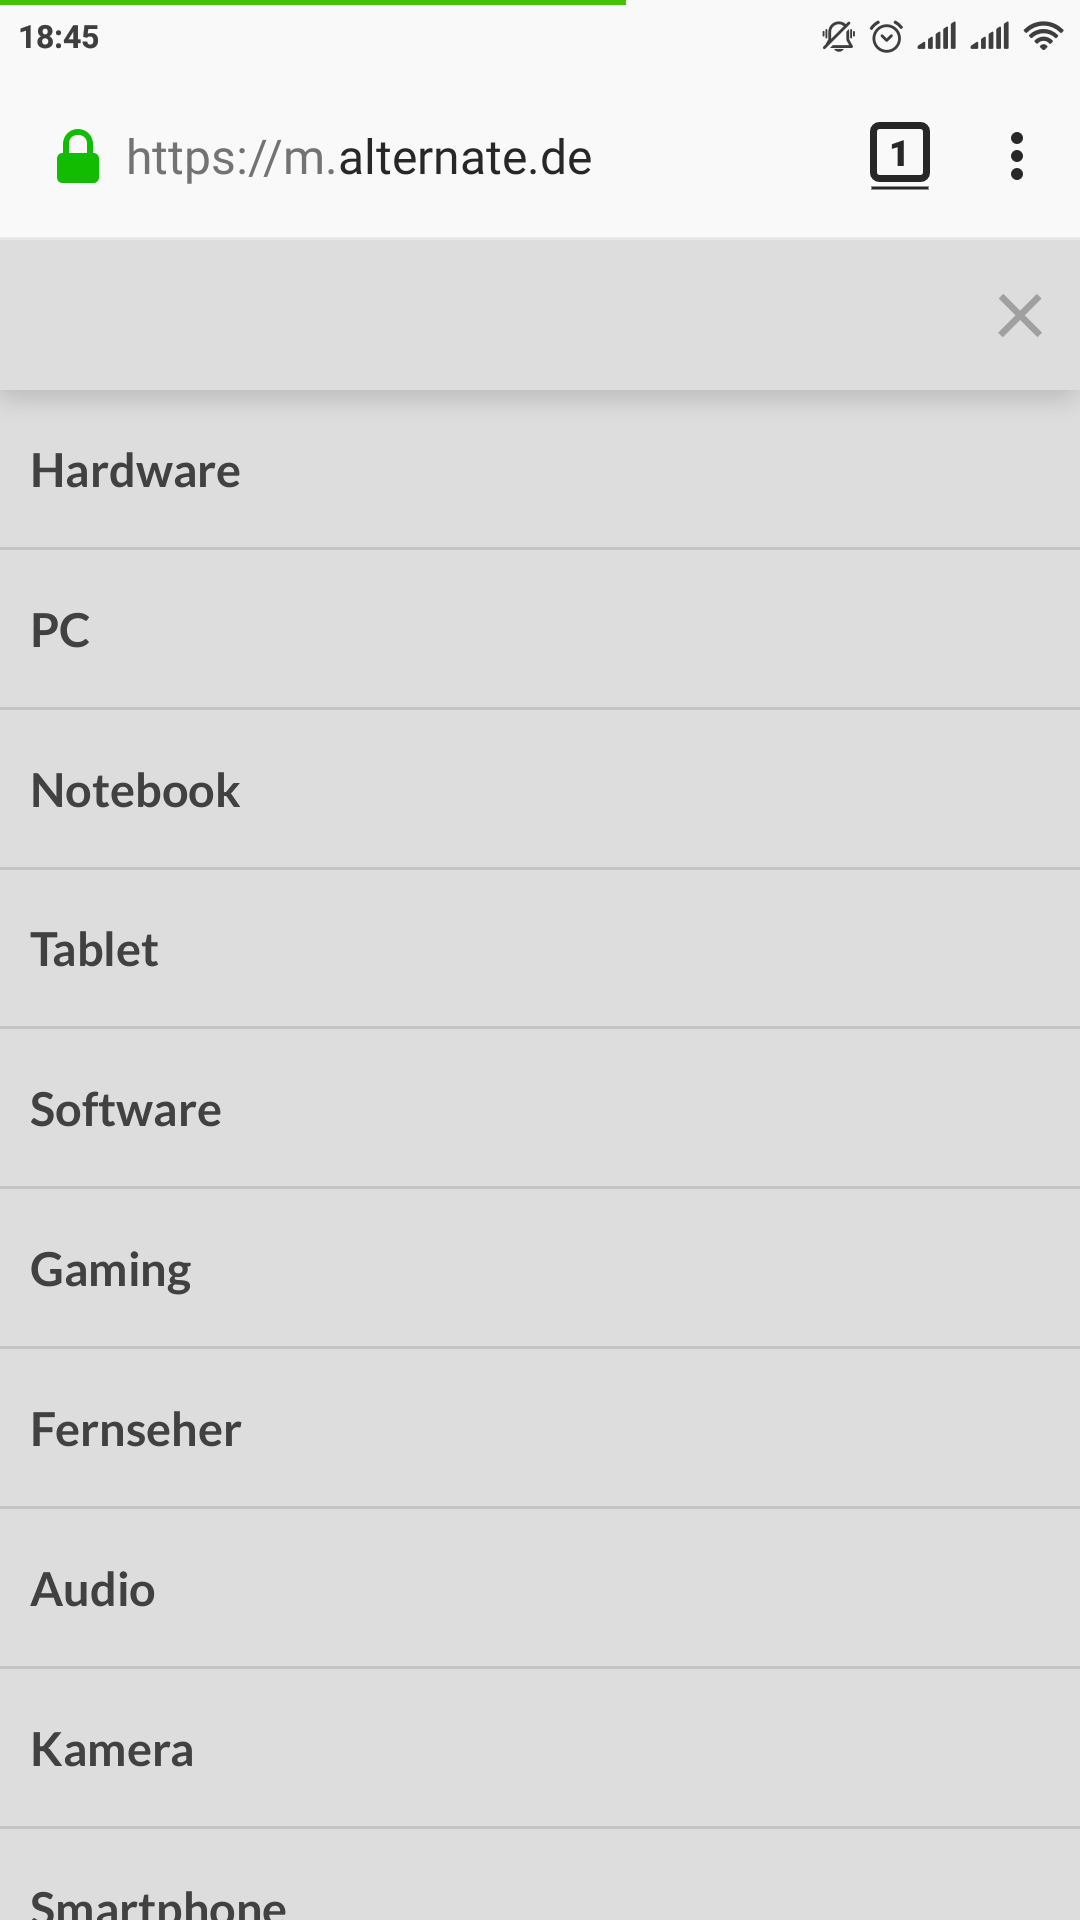 18:45
https://m.alternate.de
1
Hardware
PC
Notebook
Tablet
Software
Gaming
Fernseher
Audio
Kamera
Smartphone